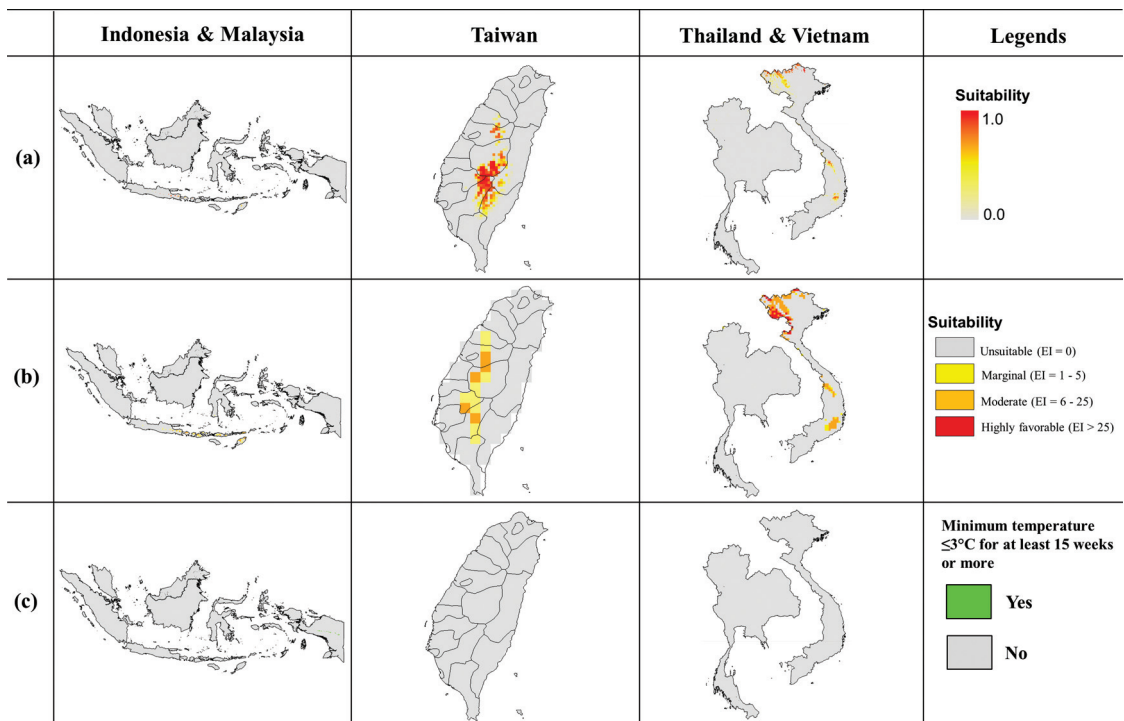 Indonesia & Malaysia
Taiwan
Thailand & Vietnam
Legends
(a)
Suitability
1.0
0.0
(b)
Suitability
Unsuitable (EI = 0)
Marginal (EI = 1 - 5)
Moderate (EI = 6 - 25)
Highly favorable (EI > 25)
(c)
Minimum temperature
≤3°C for at least 15 weeks
or more
Yes
No